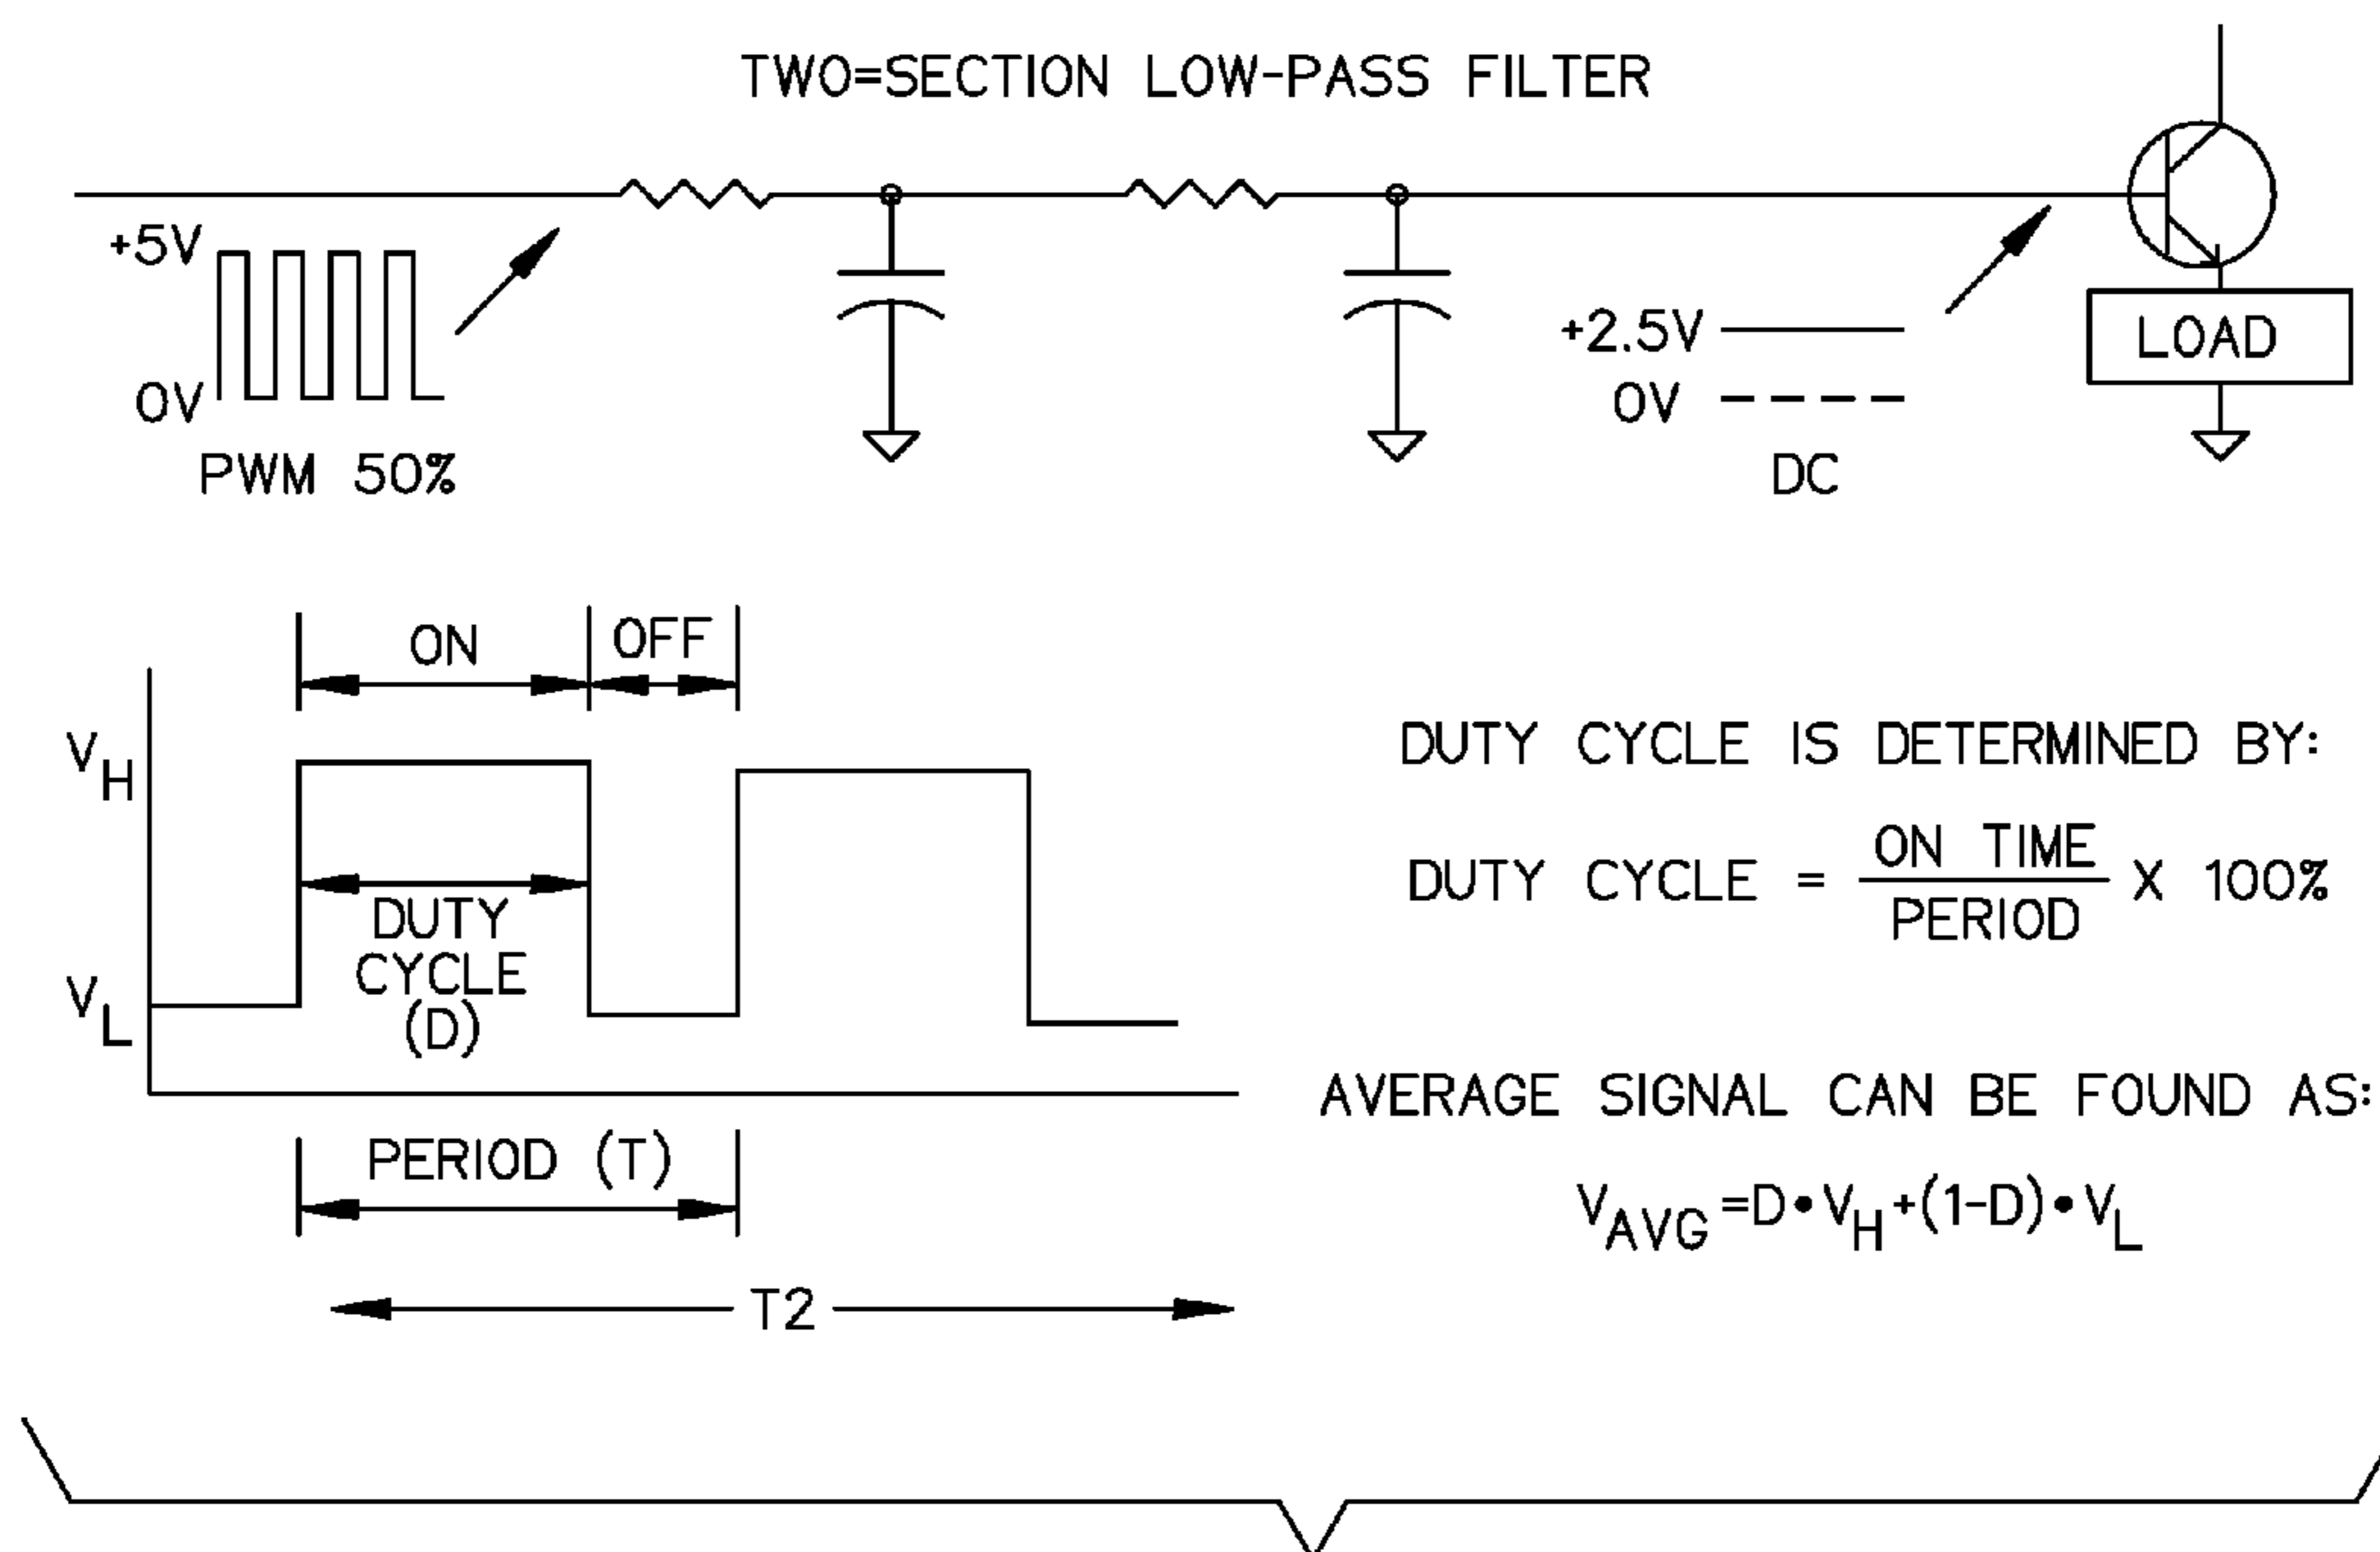 TWO=SECTION LOW-PASS FILTER
+5V
0V
PWM 50%
+2.5V
0V
DC
LOAD
ON
OFF
VH
VL
DUTY
CYCLE
(D)
PERIOD (T)
T2
DUTY CYCLE IS DETERMINED BY:
DUTY CYCLE = ON TIME / PERIOD X 100%
AVERAGE SIGNAL CAN BE FOUND AS:
VAVG=D•VH+(1-D)•VL